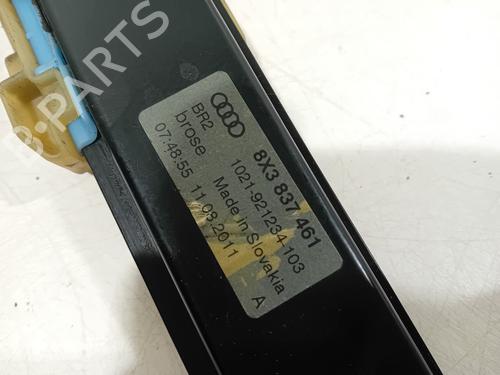 B-PARTS
8X3 837 461
BR2
1021-921234-103
brose
Made in Slovakia
07:48:55 11.08.2011
A